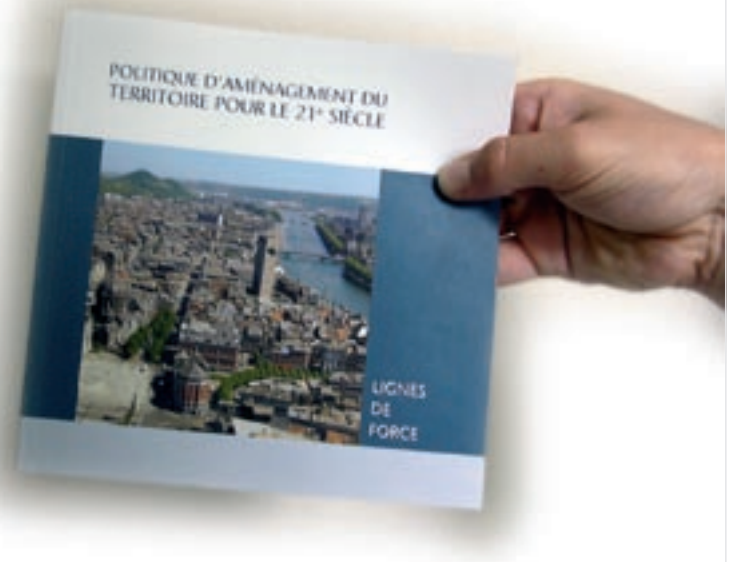 POLITIQUE D'AMÉNAGEMENT DU
TERRITOIRE POUR LE 21e SIÈCLE
LIGNES
DE
FORCE